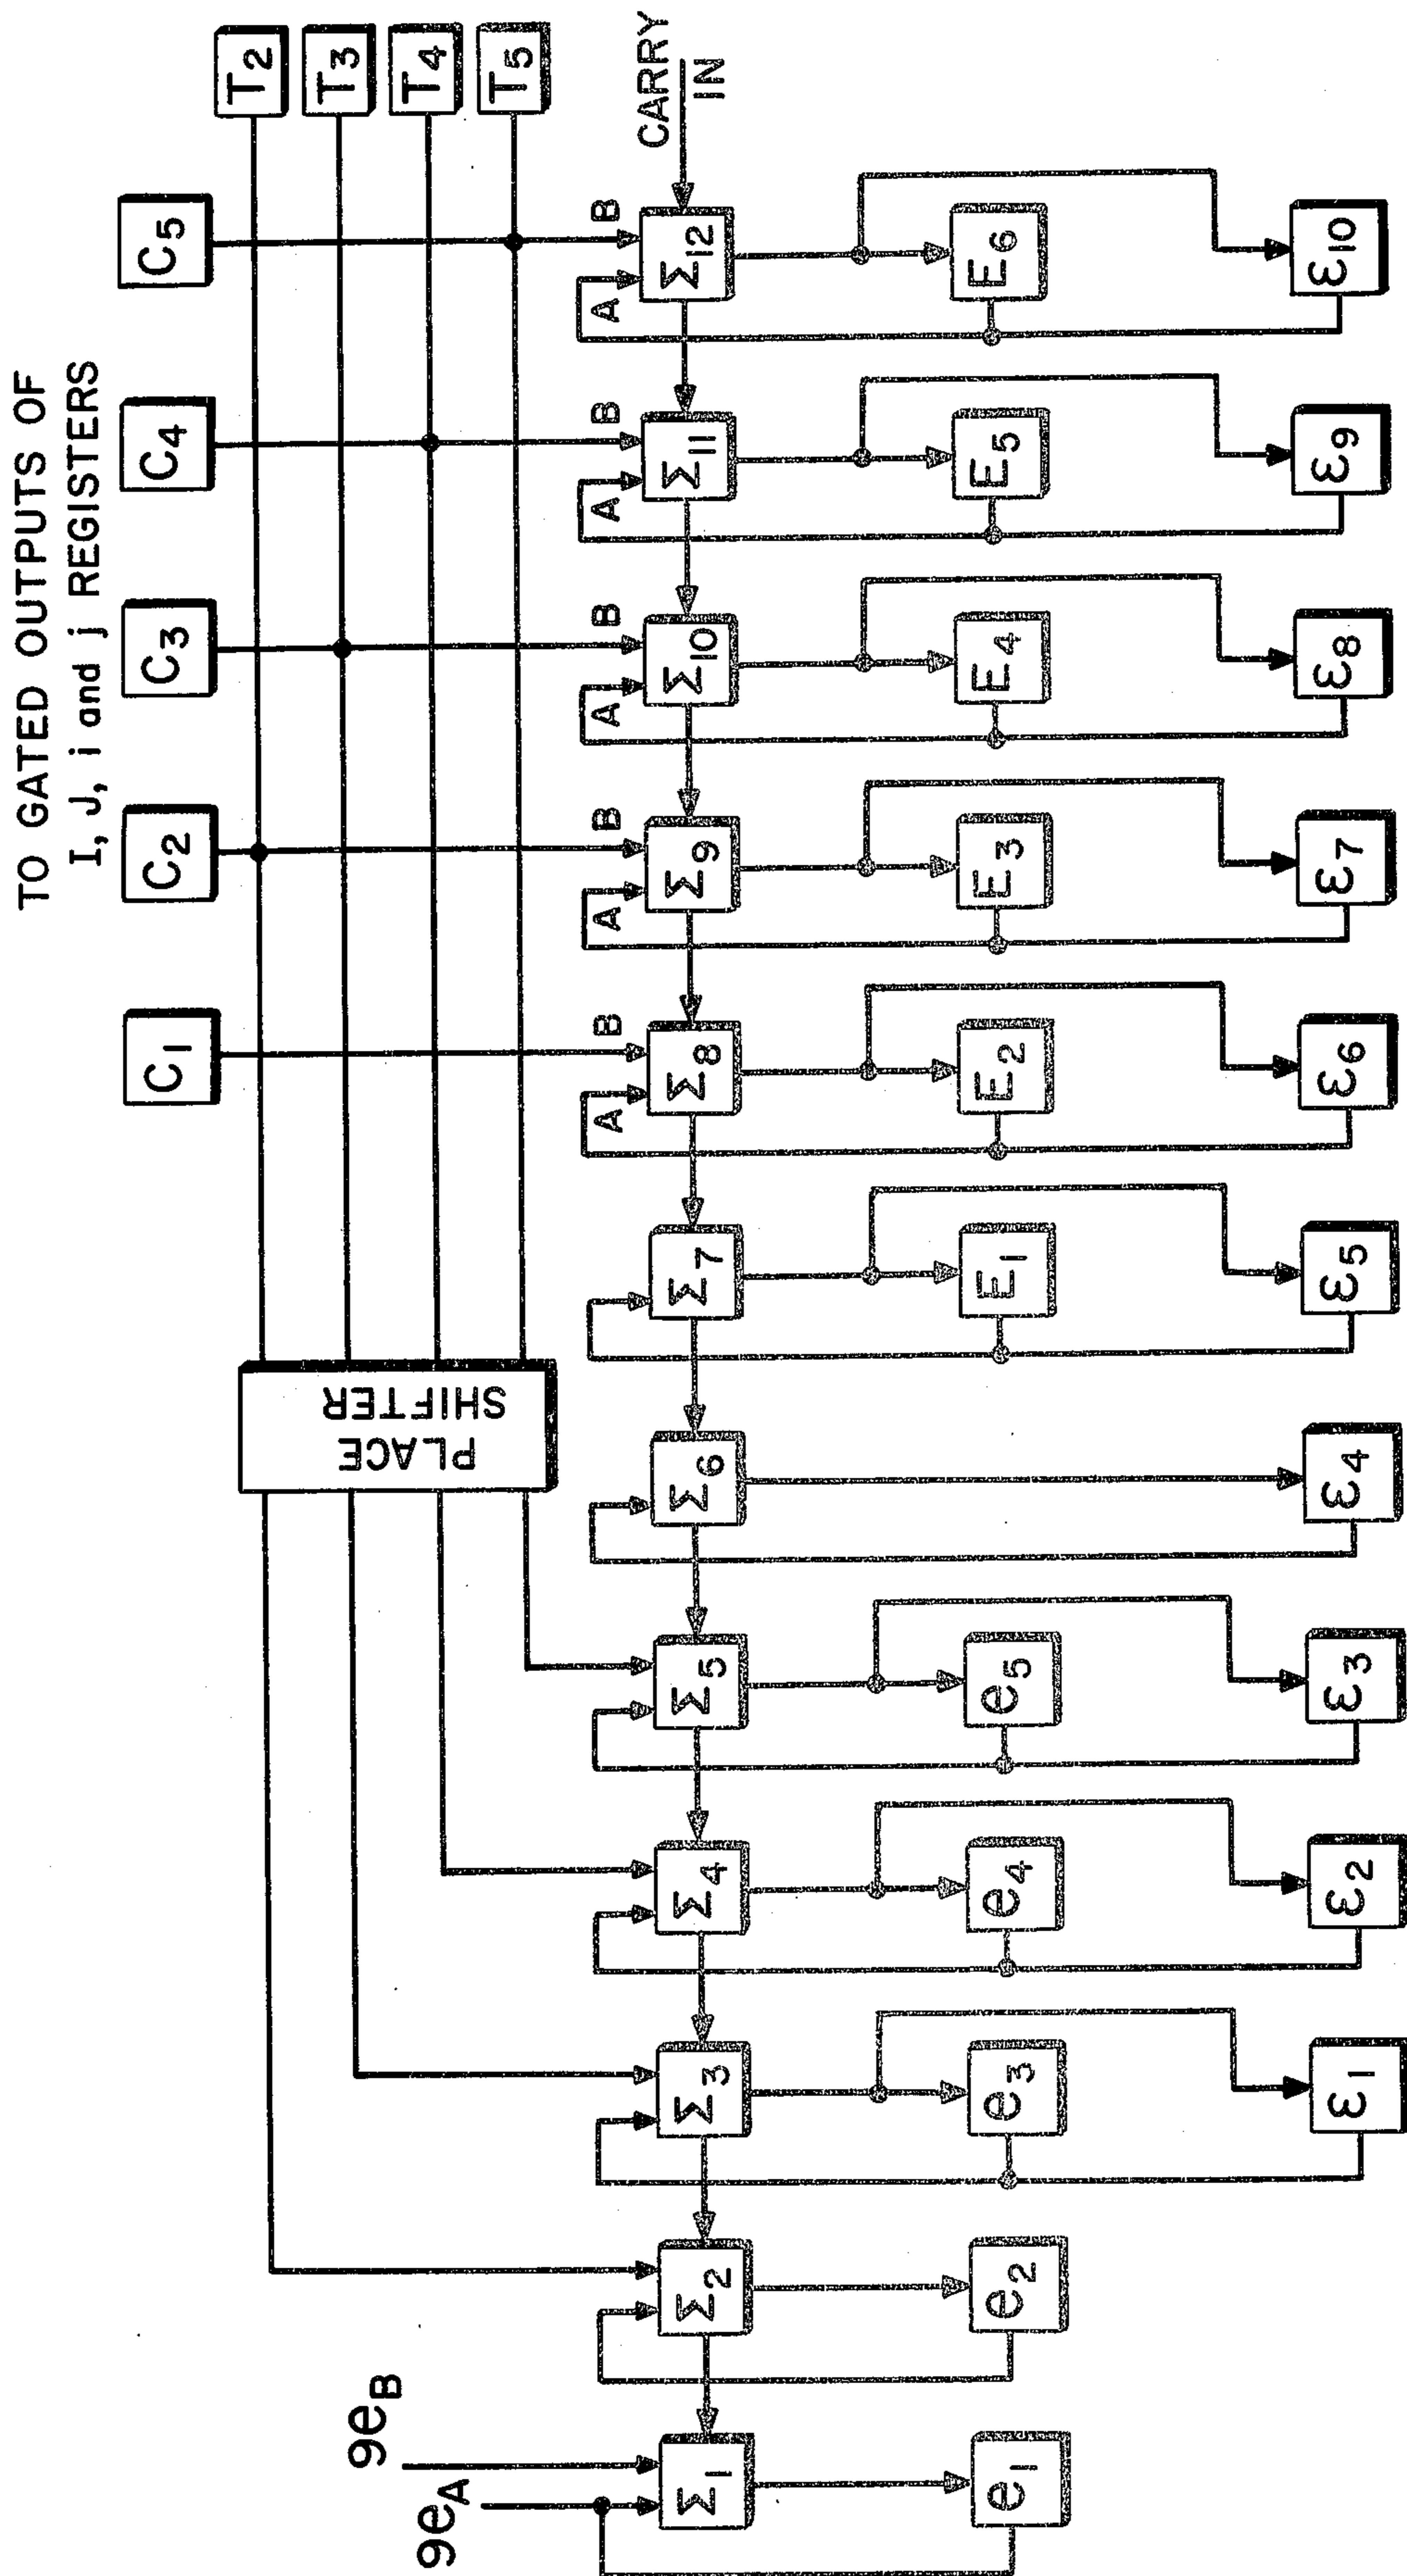 TO GATED OUTPUTS OF
I, J, i and j REGISTERS
C1 C2 C3 C4 C5
T2
T3
T4
T5
PLACE
SHIFTER
9eA
9eB
CARRY
IN
A B A B A B A B A B
Σ1 Σ2 Σ3 Σ4 Σ5 Σ6 Σ7 Σ8 Σ9 Σ10 Σ11 Σ12
e1 e2 e3 e4 e5 E1 E2 E3 E4 E5 E6
ε1 ε2 ε3 ε4 ε5 ε6 ε7 ε8 ε9 ε10